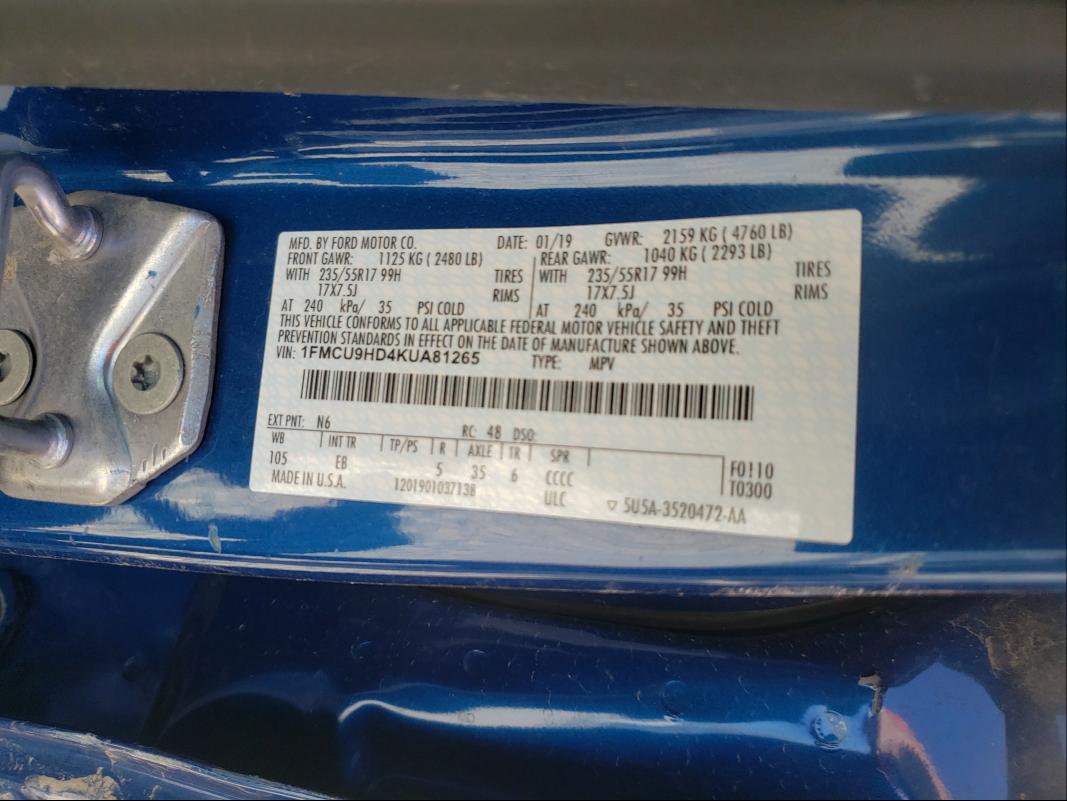 MFD. BY FORD MOTOR CO. DATE: 01/19 GVWR: 2159 KG ( 4760 LB)
FRONT GAWR: 1125 KG ( 2480 LB) REAR GAWR: 1040 KG ( 2293 LB)
WITH 235/55R17 99H TIRES WITH 235/55R17 99H TIRES
17X7.5J RIMS 17X7.5J RIMS
AT 240 kPa/ 35 PSI COLD AT 240 kPa/ 35 PSI COLD
THIS VEHICLE CONFORMS TO ALL APPLICABLE FEDERAL MOTOR VEHICLE SAFETY AND THEFT
PREVENTION STANDARDS IN EFFECT ON THE DATE OF MANUFACTURE SHOWN ABOVE.
VIN: 1FMCU9HD4KUA81265 TYPE: MPV
EXT PNT: N6 RC: 48 DSO:
WB INT TR TP/PS R AXLE TR SPR
105 EB 5 35 6 CCCC F0110
MADE IN U.S.A. 1201901037138 ULC T0300
▽ 5U5A-3520472-AA